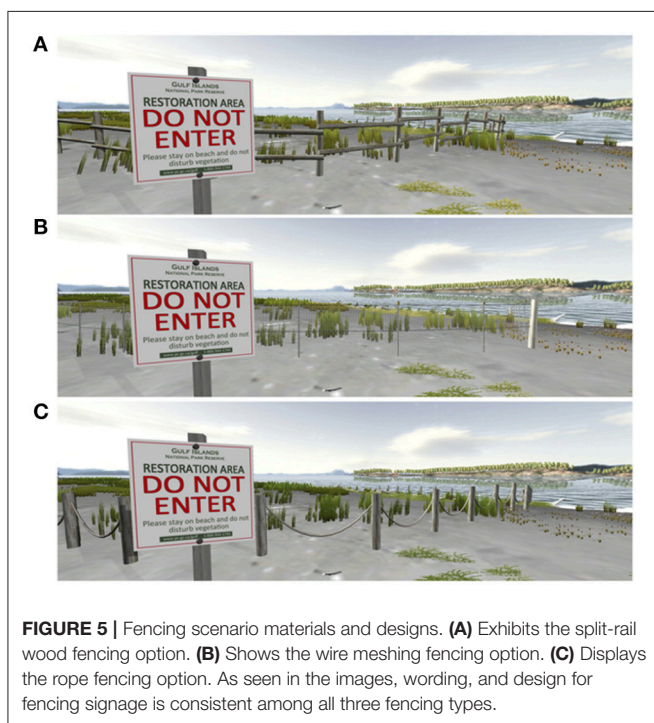 A
GULF ISLANDS
NATIONAL PARK RESERVE
RESTORATION AREA
DO NOT
ENTER
Please stay on beach and do not
disturb vegetation
B
GULF ISLANDS
NATIONAL PARK RESERVE
RESTORATION AREA
DO NOT
ENTER
Please stay on beach and do not
disturb vegetation
C
GULF ISLANDS
NATIONAL PARK RESERVE
RESTORATION AREA
DO NOT
ENTER
Please stay on beach and do not
disturb vegetation
FIGURE 5 | Fencing scenario materials and designs. (A) Exhibits the split-rail
wood fencing option. (B) Shows the wire meshing fencing option. (C) Displays
the rope fencing option. As seen in the images, wording, and design for
fencing signage is consistent among all three fencing types.